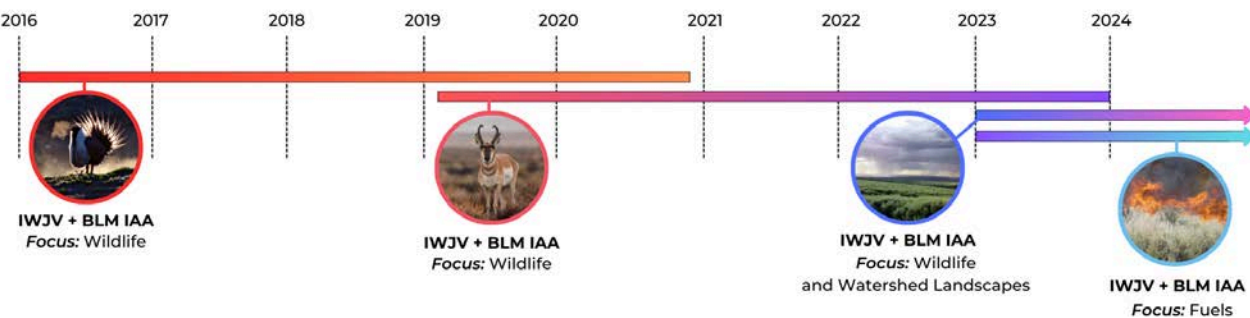 2016 2017 2018 2019 2020 2021 2022 2023 2024
IWJV + BLM IAA
Focus: Wildlife
IWJV + BLM IAA
Focus: Wildlife
IWJV + BLM IAA
Focus: Wildlife
and Watershed Landscapes
IWJV + BLM IAA
Focus: Fuels